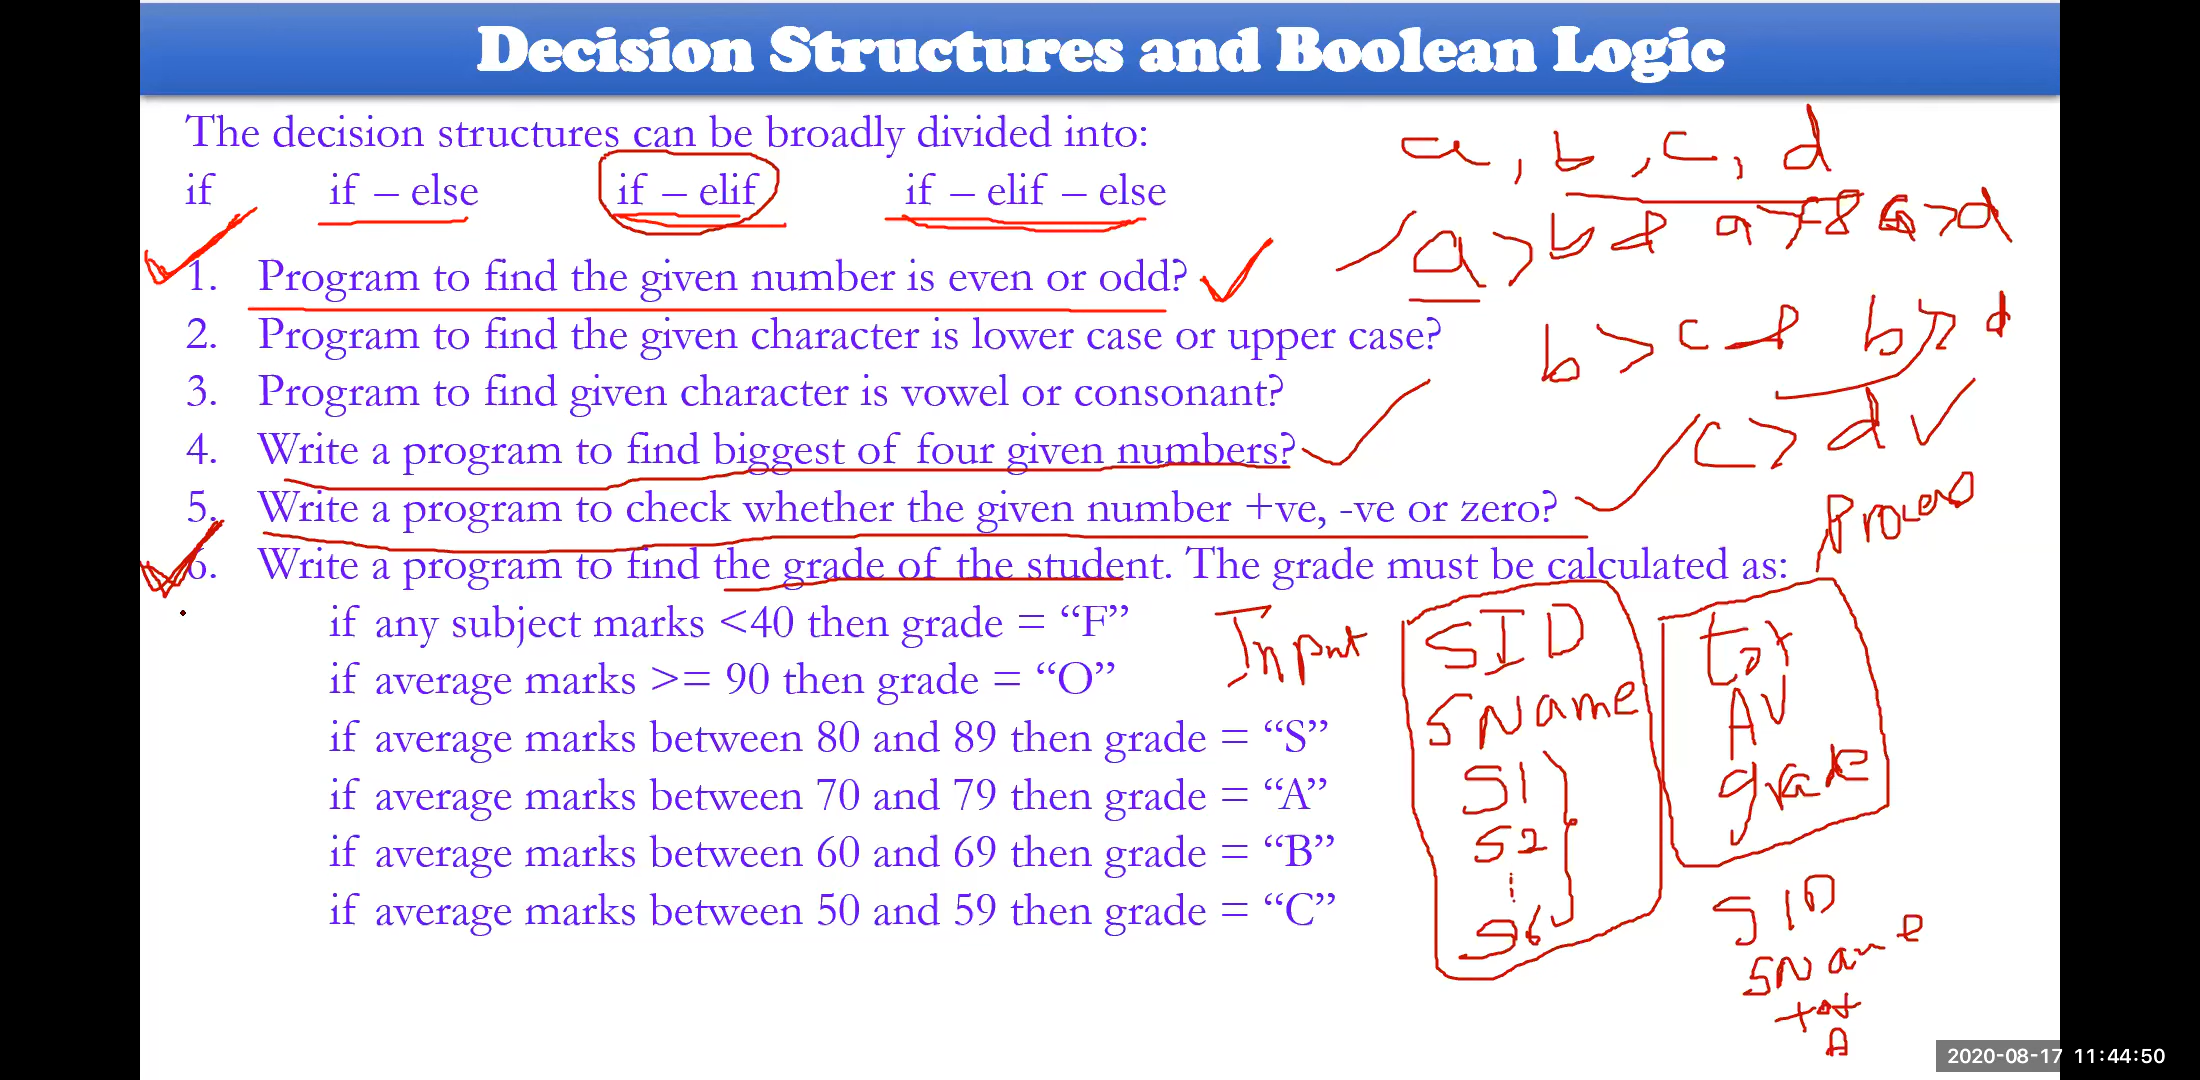 Decision Structures and Boolean Logic
The decision structures can be broadly divided into:
if if – else if – elif if – elif – else
1. Program to find the given number is even or odd?
2. Program to find the given character is lower case or upper case?
3. Program to find given character is vowel or consonant?
4. Write a program to find biggest of four given numbers?
5. Write a program to check whether the given number +ve, -ve or zero?
6. Write a program to find the grade of the student. The grade must be calculated as:
if any subject marks <40 then grade = “F”
if average marks >= 90 then grade = “O”
if average marks between 80 and 89 then grade = “S”
if average marks between 70 and 79 then grade = “A”
if average marks between 60 and 69 then grade = “B”
if average marks between 50 and 59 then grade = “C”
a, b, c, d
a > b & a > & a > d
b > c & b > d
c > d
Process
Input
SID
SName
S1
S2
S6
tot
AV
grade
SID
SName
tot
A
2020-08-17 11:44:50